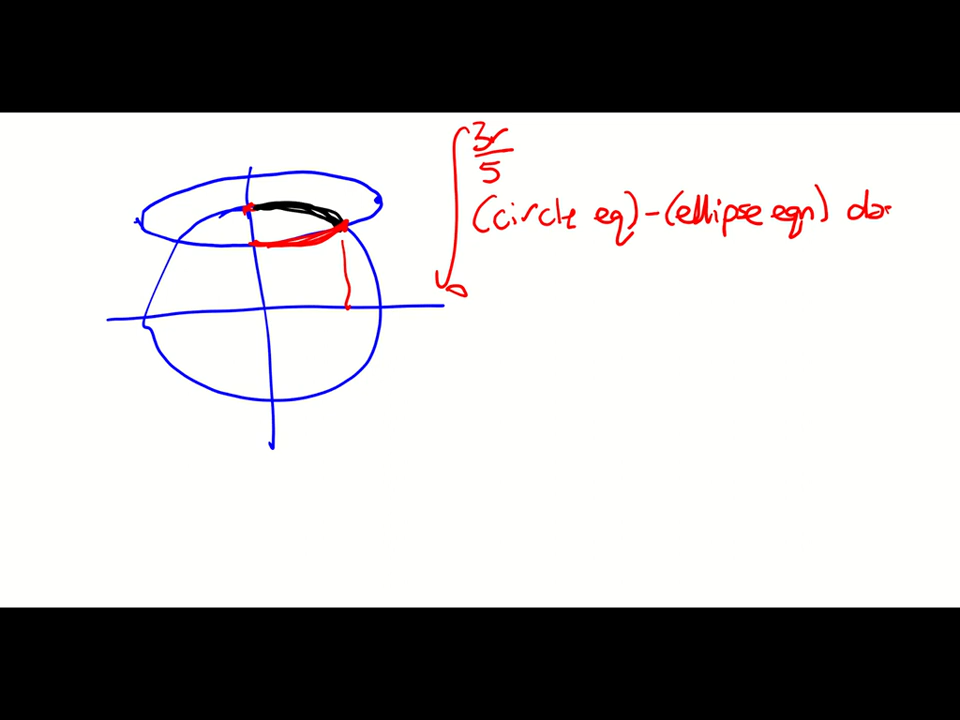 ∫₀^(3r/5) (circle eq) - (ellipse eqn) dx